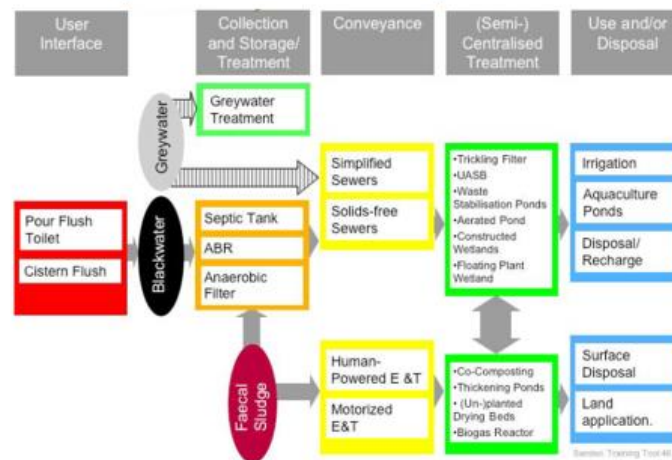 User
Interface
Collection
and Storage/
Treatment
Conveyance
(Semi-)
Centralised
Treatment
Use and/or
Disposal
Greywater
Greywater
Treatment
Simplified
Sewers
Solids-free
Sewers
•Trickling Filter
•UASB
•Waste
Stabilisation Ponds
•Aerated Pond
•Constructed
Wetlands
•Floating Plant
Wetland
Irrigation
Aquaculture
Ponds
Disposal/
Recharge
Pour Flush
Toilet
Cistern Flush
Blackwater
Septic Tank
ABR
Anaerobic
Filter
Faecal
Sludge
Human-
Powered E &T
Motorized
E&T
•Co-Composting
•Thickening Ponds
• (Un-)planted
Drying Beds
•Biogas Reactor
Surface
Disposal
Land
application.
Training Tool